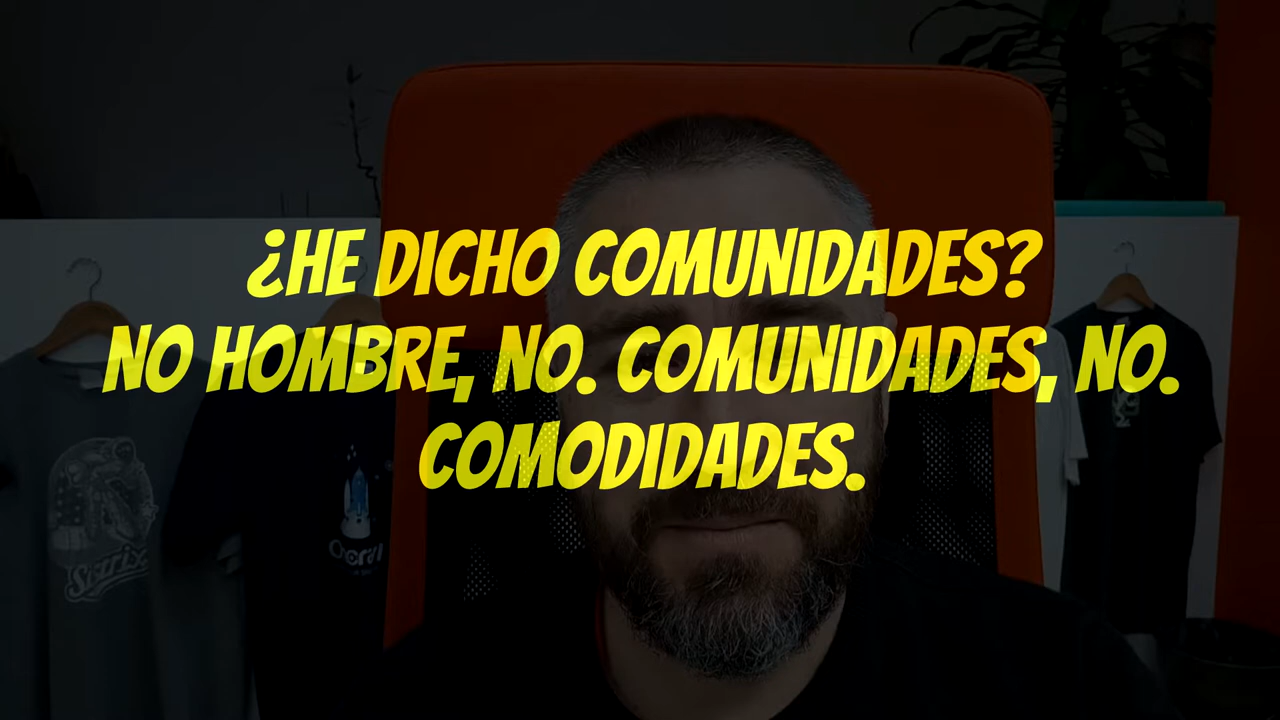 ¿HE DICHO COMUNIDADES?
NO HOMBRE, NO. COMUNIDADES, NO.
COMODIDADES.